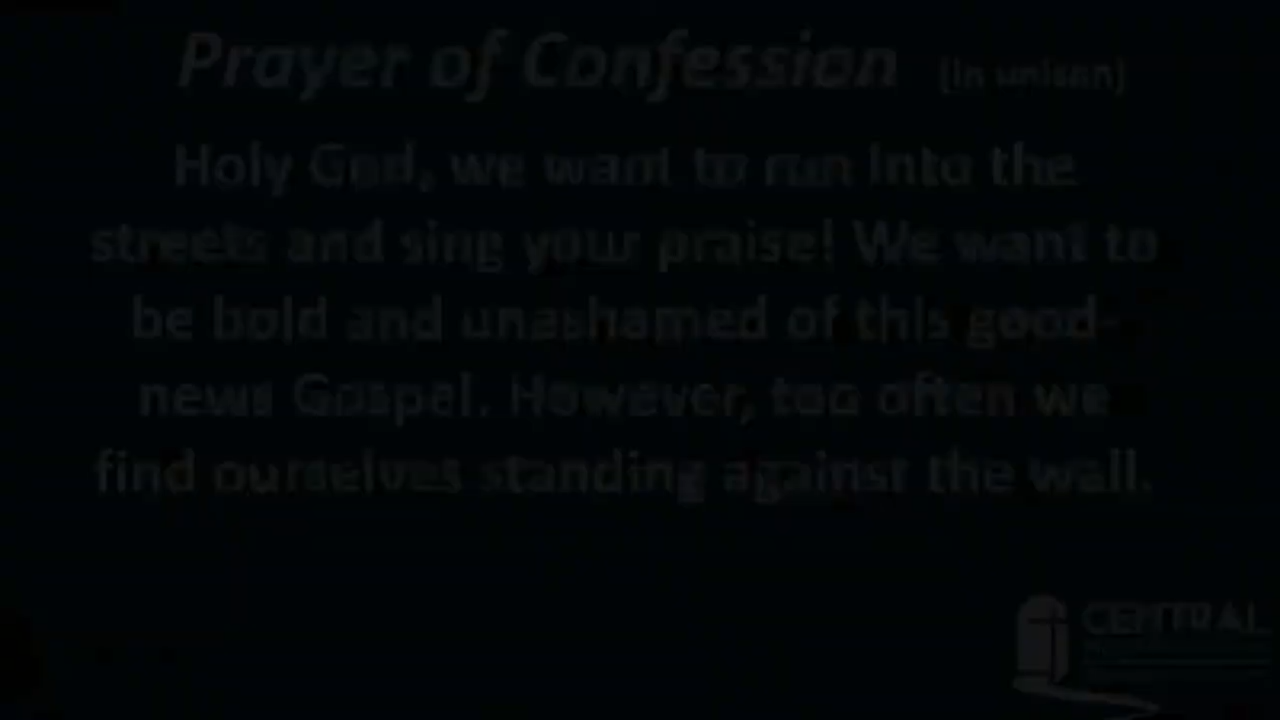 Prayer of Confession (in unison)
Holy God, we want to run into the
streets and sing your praise! We want to
be bold and unashamed of this good-
news Gospel. However, too often we
find ourselves standing against the wall.
CENTRAL